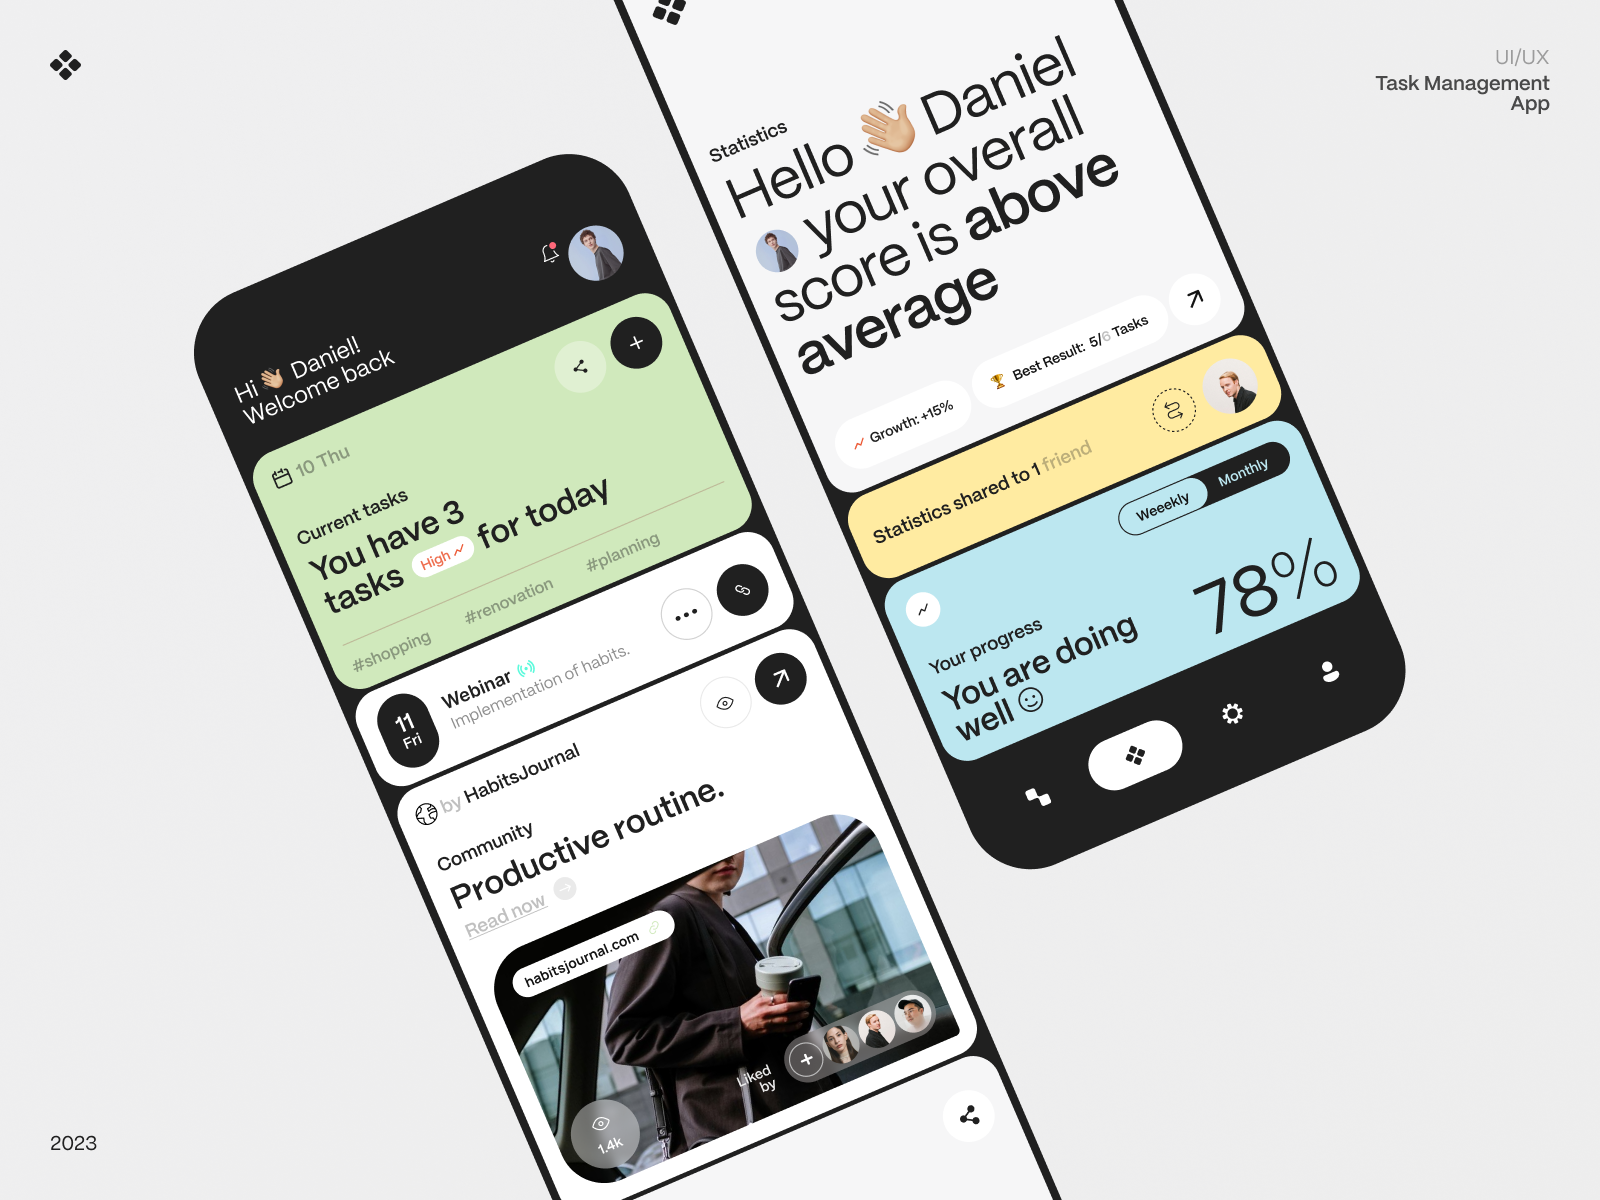 UI/UX
Task Management
App
Hi👋 Daniel!
Welcome back
10 Thu
Current tasks
You have 3
tasks High for today
#shopping #renovation #planning
11
Fri
Webinar
Implementation of habits.
by HabitsJournal
Community
Productive routine.
Read now
habitsjournal.com
Liked
by
1.4k
Statistics
Hello 👋 Daniel
your overall
score is above
average
Growth: +15%
🏆 Best Result: 5/6 Tasks
Statistics shared to 1 friend
Weeekly Monthly
Your progress
You are doing
well
78%
2023